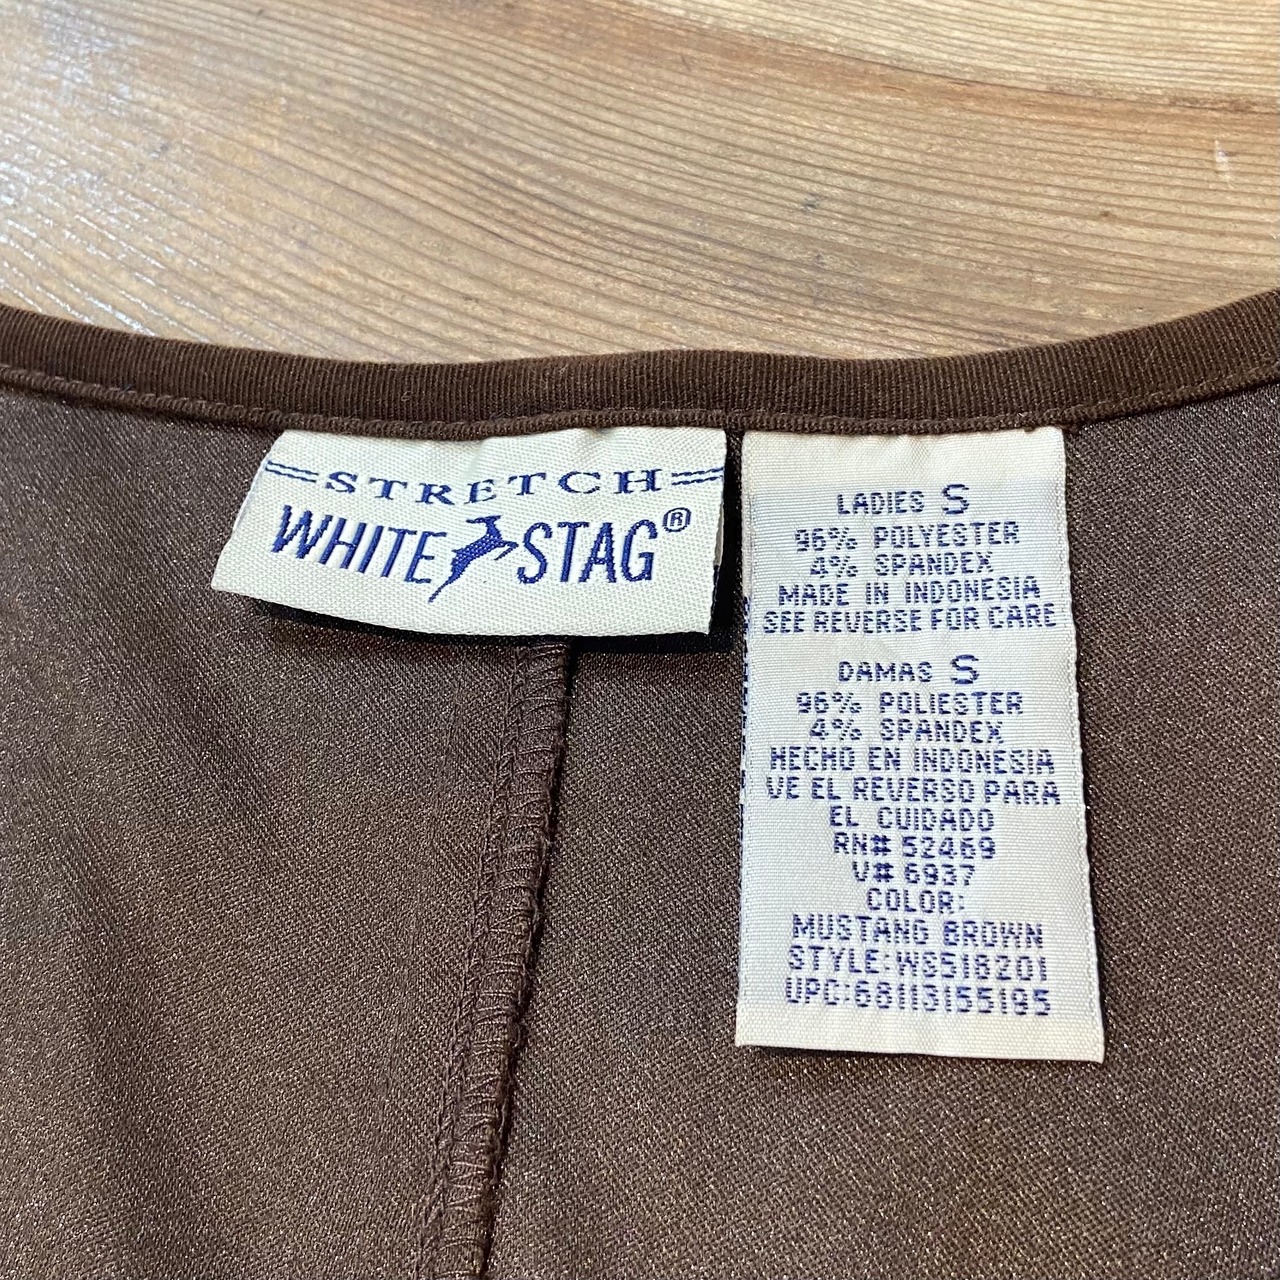 STRETCH
WHITE STAG®
LADIES S
96% POLYESTER
4% SPANDEX
MADE IN INDONESIA
SEE REVERSE FOR CARE
DAMAS S
96% POLIESTER
4% SPANDEX
HECHO EN INDONESIA
VE EL REVERSO PARA
EL CUIDADO
RN# 52469
V# 6937
COLOR:
MUSTANG BROWN
STYLE:WS518201
UPC:68113155195